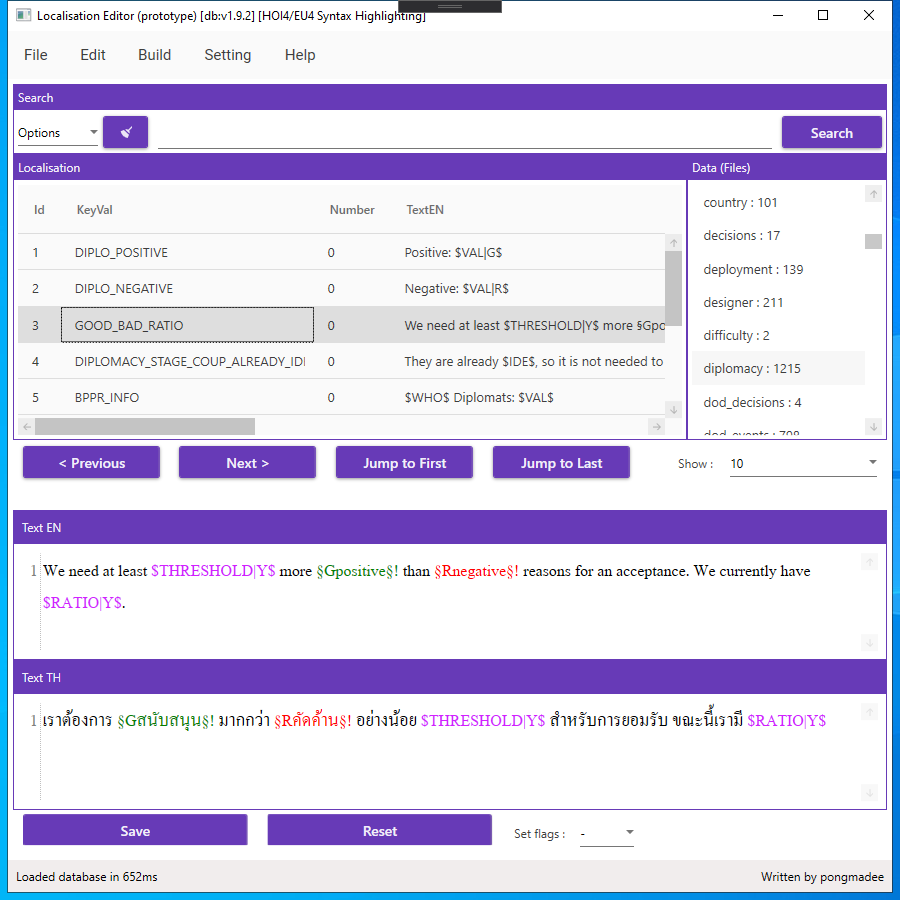 Localisation Editor (prototype) [db:v1.9.2] [HOI4/EU4 Syntax Highlighting]
File Edit Build Setting Help
Search
Options Search
Localisation Data (Files)
Id KeyVal Number TextEN
1 DIPLO_POSITIVE 0 Positive: $VAL|G$
2 DIPLO_NEGATIVE 0 Negative: $VAL|R$
3 GOOD_BAD_RATIO 0 We need at least $THRESHOLD|Y$ more §Gpo
4 DIPLOMACY_STAGE_COUP_ALREADY_IDI 0 They are already $IDE$, so it is not needed to
5 BPPR_INFO 0 $WHO$ Diplomats: $VAL$
country : 101
decisions : 17
deployment : 139
designer : 211
difficulty : 2
diplomacy : 1215
dod_decisions : 4
dod_events : 708
< Previous Next > Jump to First Jump to Last Show : 10
Text EN
1 We need at least $THRESHOLD|Y$ more §Gpositive§! than §Rnegative§! reasons for an acceptance. We currently have
$RATIO|Y$.
Text TH
1 เราต้องการ §Gสนับสนุน§! มากกว่า §Rคัดค้าน§! อย่างน้อย $THRESHOLD|Y$ สำหรับการยอมรับ ขณะนี้เรามี $RATIO|Y$
Save Reset Set flags : -
Loaded database in 652ms Written by pongmadee